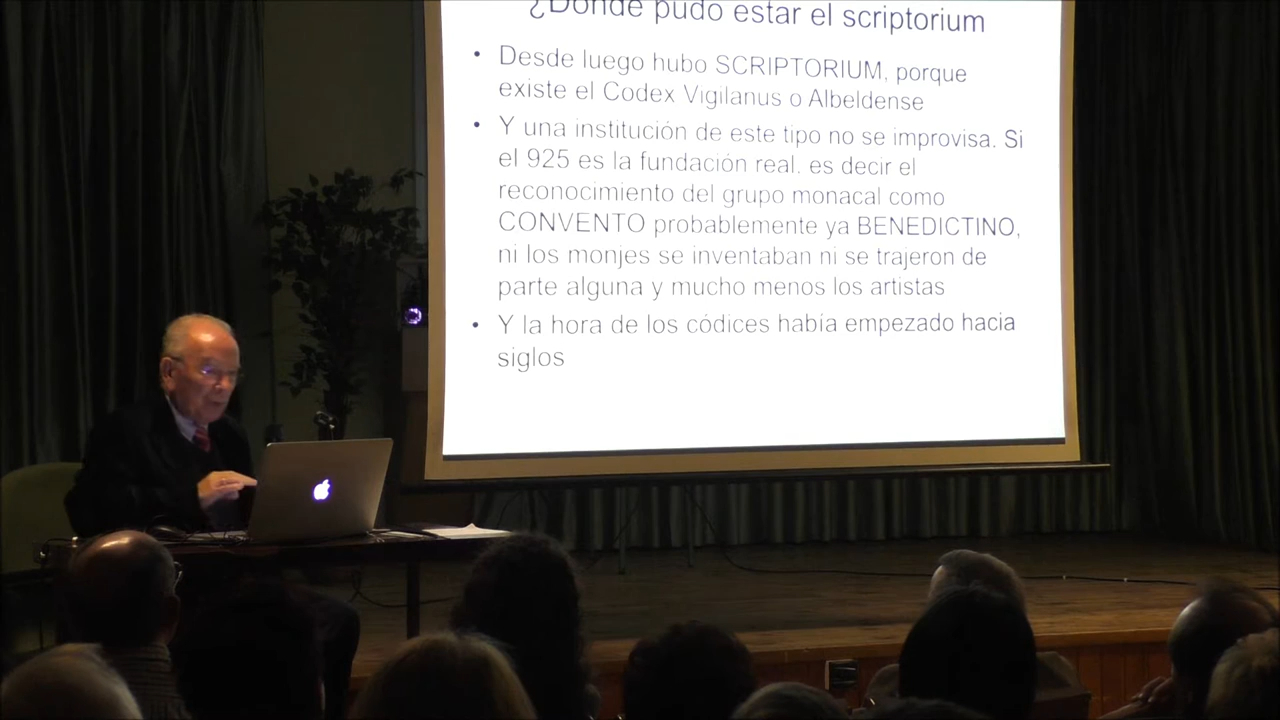 ¿Dónde pudo estar el scriptorium
• Desde luego hubo SCRIPTORIUM, porque
existe el Codex Vigilanus o Albeldense
• Y una institución de este tipo no se improvisa. Si
el 925 es la fundación real. es decir el
reconocimiento del grupo monacal como
CONVENTO probablemente ya BENEDICTINO,
ni los monjes se inventaban ni se trajeron de
parte alguna y mucho menos los artistas
• Y la hora de los códices había empezado hacia
siglos